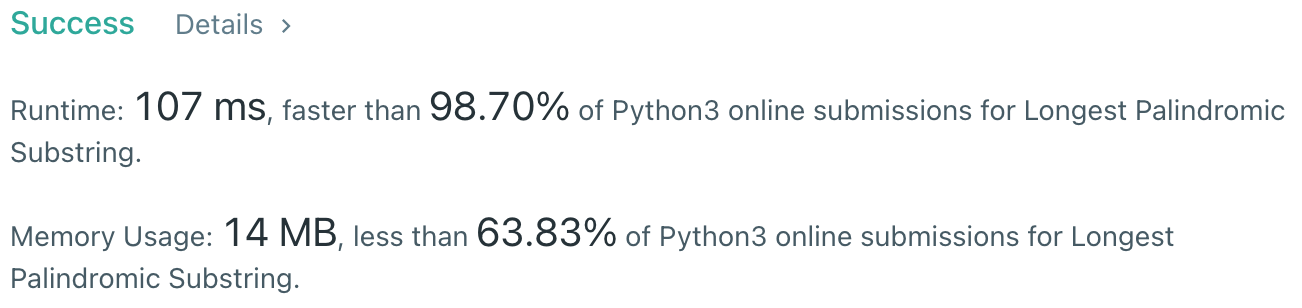 Success Details >
Runtime: 107 ms, faster than 98.70% of Python3 online submissions for Longest Palindromic
Substring.
Memory Usage: 14 MB, less than 63.83% of Python3 online submissions for Longest
Palindromic Substring.